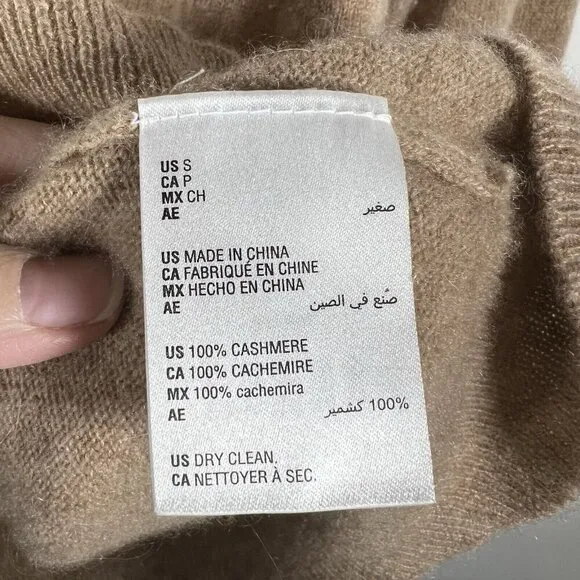 US S
CA P
MX CH
AE صغير
US MADE IN CHINA
CA FABRIQUÉ EN CHINE
MX HECHO EN CHINA
AE صُنع في الصين
US 100% CASHMERE
CA 100% CACHEMIRE
MX 100% cachemira
AE 100% كشمير
US DRY CLEAN.
CA NETTOYER À SEC.